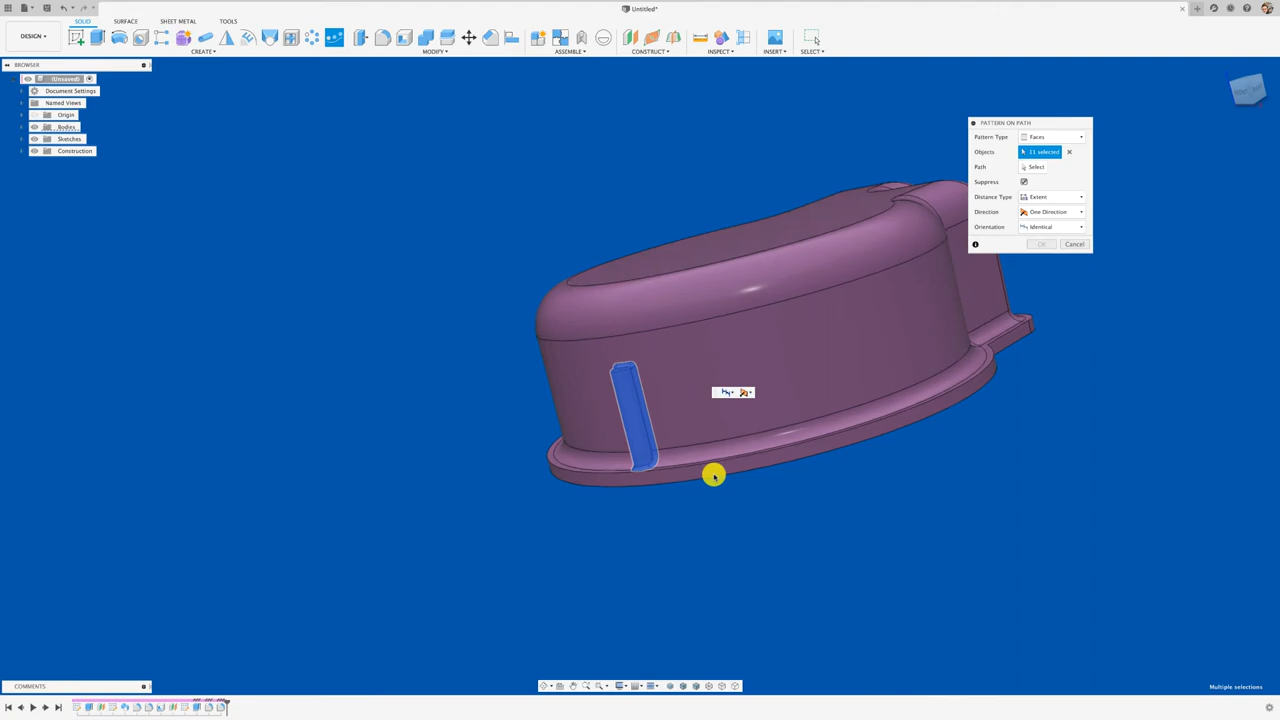 Untitled*
DESIGN
SOLID SURFACE SHEET METAL TOOLS
CREATE MODIFY ASSEMBLE CONSTRUCT INSPECT INSERT SELECT
BROWSER
(Unsaved)
Document Settings
Named Views
Origin
Bodies
Sketches
Construction
PATTERN ON PATH
Pattern Type Faces
Objects 11 selected
Path Select
Suppress
Distance Type Extent
Direction One Direction
Orientation Identical
OK Cancel
COMMENTS
Multiple selections